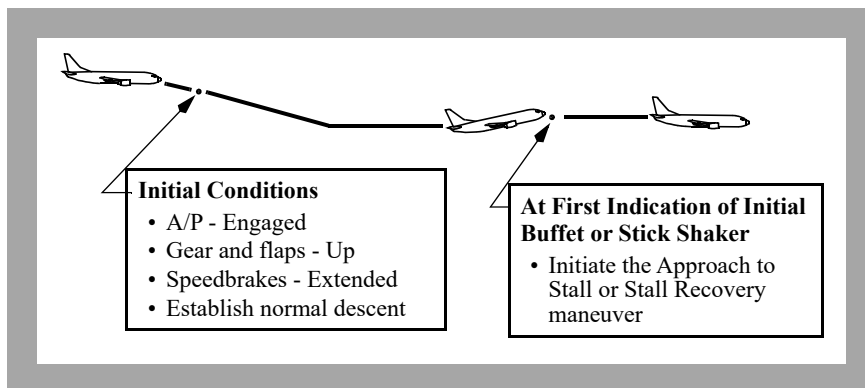 Initial Conditions
• A/P - Engaged
• Gear and flaps - Up
• Speedbrakes - Extended
• Establish normal descent
At First Indication of Initial
Buffet or Stick Shaker
• Initiate the Approach to
Stall or Stall Recovery
maneuver